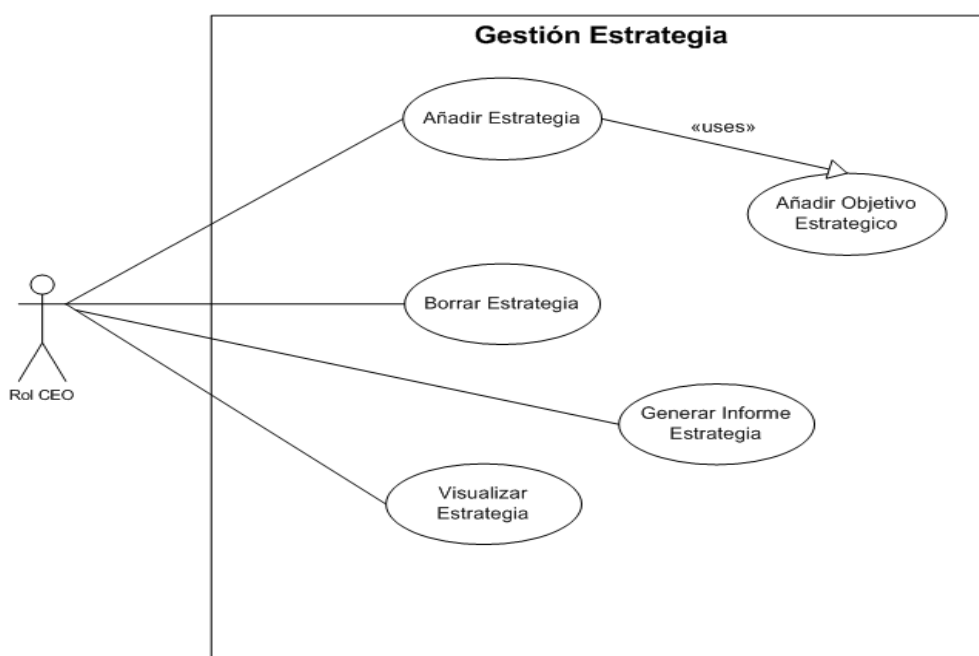 Gestión Estrategia
Añadir Estrategia
«uses»
Añadir Objetivo
Estrategico
Borrar Estrategia
Rol CEO
Generar Informe
Estrategia
Visualizar
Estrategia